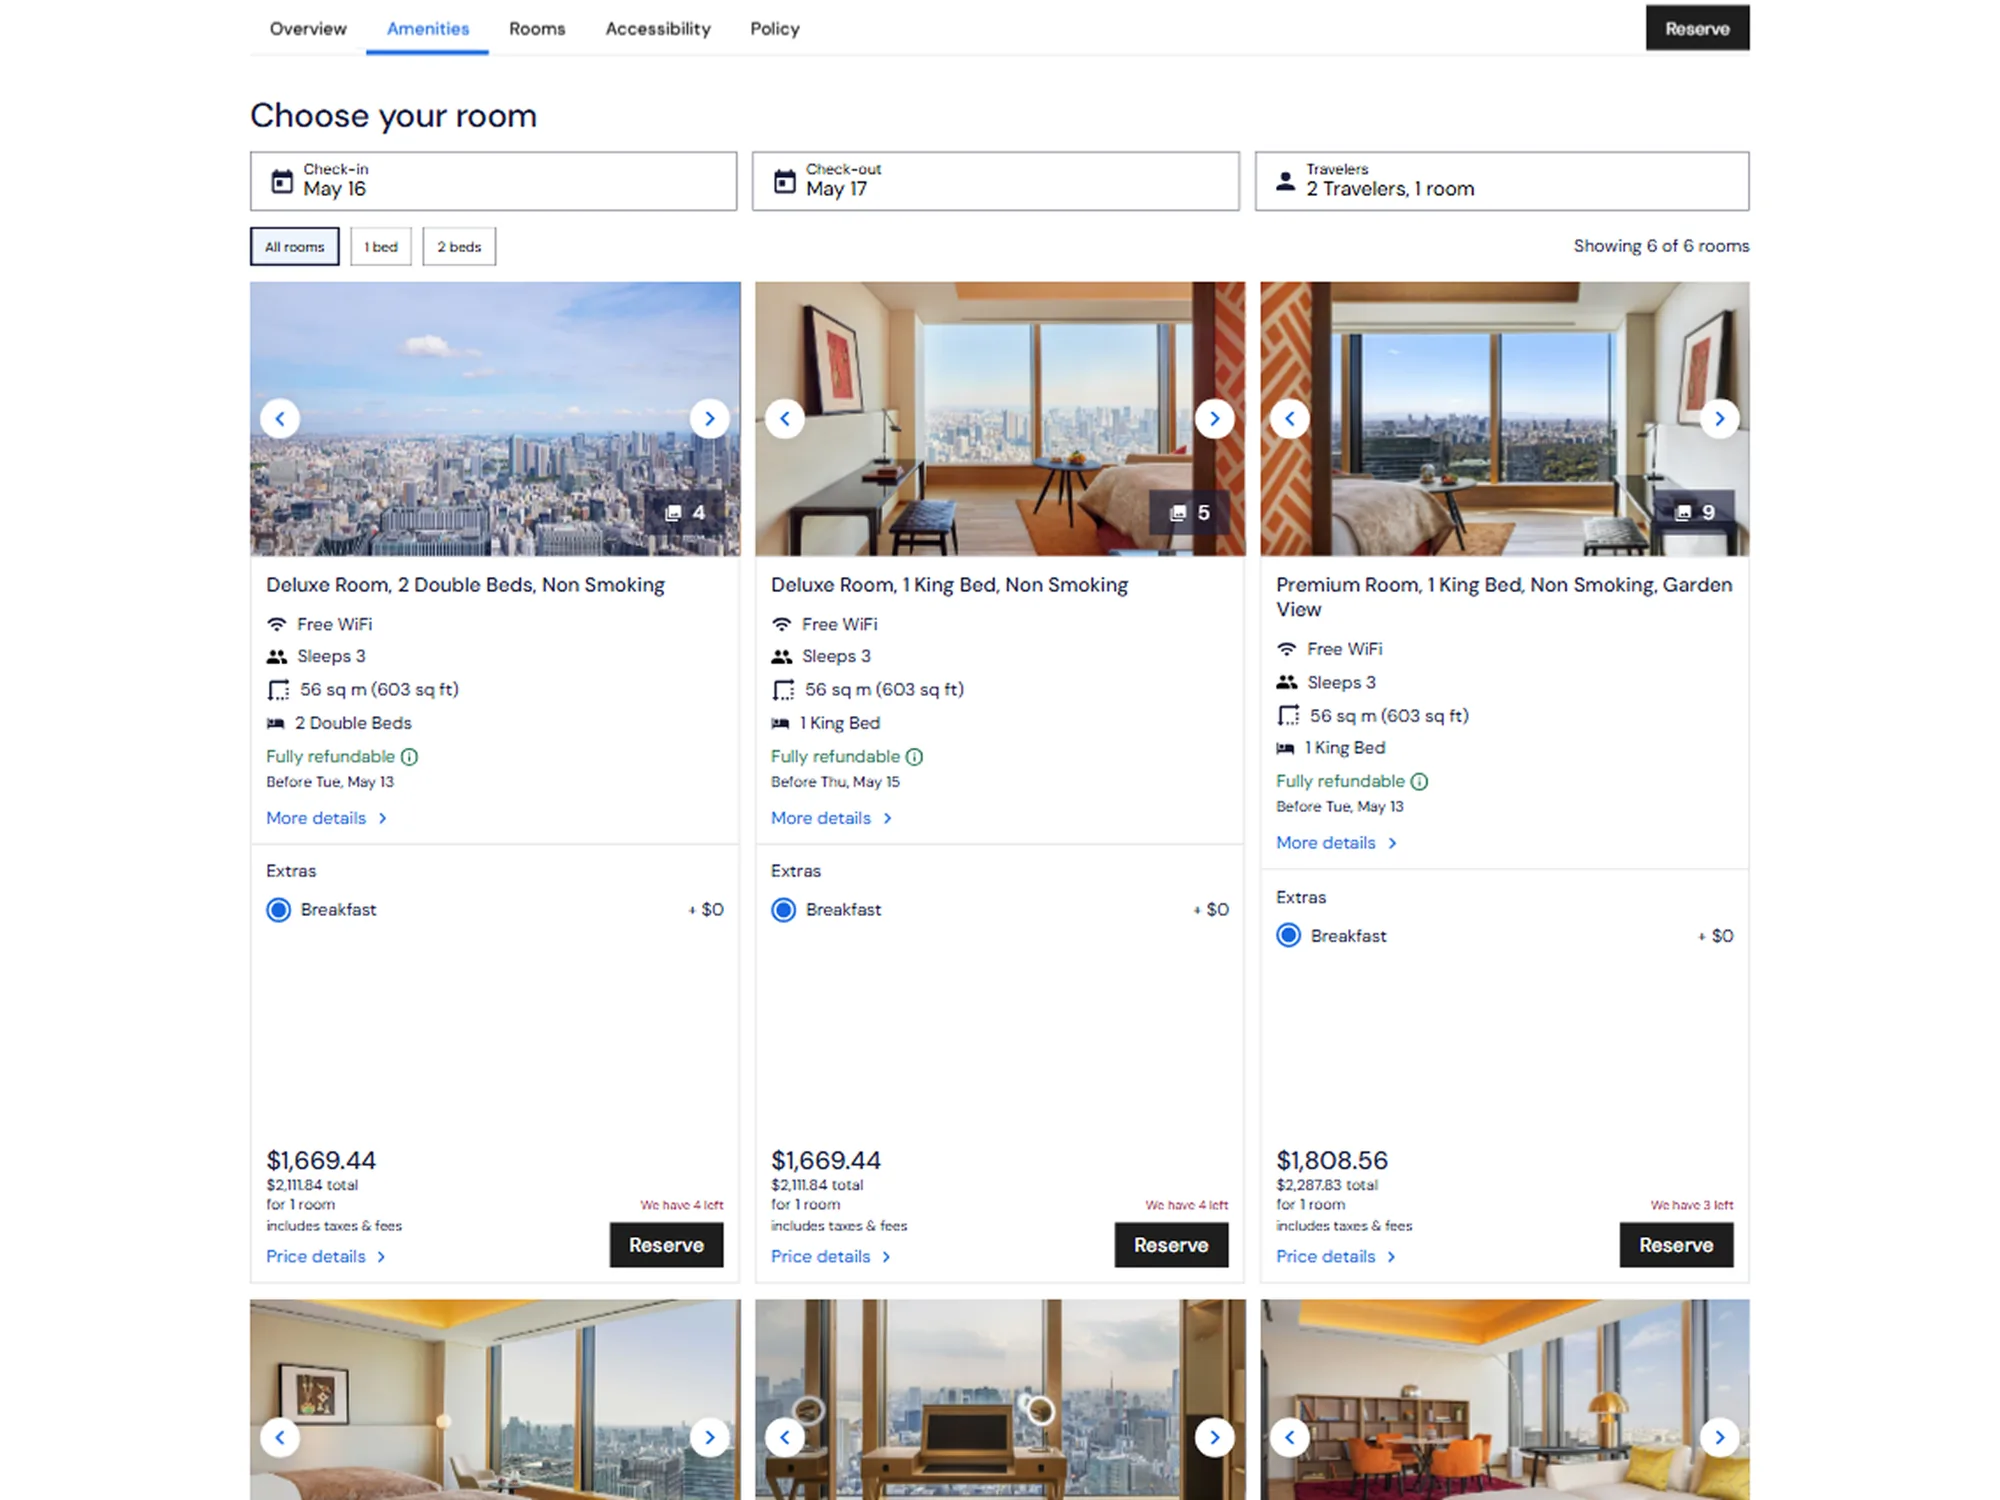 Overview Amenities Rooms Accessibility Policy Reserve
Choose your room
Check-in
May 16
Check-out
May 17
Travelers
2 Travelers, 1 room
All rooms 1 bed 2 beds
Showing 6 of 6 rooms
4
Deluxe Room, 2 Double Beds, Non Smoking
Free WiFi
Sleeps 3
56 sq m (603 sq ft)
2 Double Beds
Fully refundable
Before Tue, May 13
More details
Extras
Breakfast + $0
$1,669.44
$2,111.84 total
for 1 room
We have 4 left
includes taxes & fees
Price details
Reserve
5
Deluxe Room, 1 King Bed, Non Smoking
Free WiFi
Sleeps 3
56 sq m (603 sq ft)
1 King Bed
Fully refundable
Before Thu, May 15
More details
Extras
Breakfast + $0
$1,669.44
$2,111.84 total
for 1 room
We have 4 left
includes taxes & fees
Price details
Reserve
9
Premium Room, 1 King Bed, Non Smoking, Garden
View
Free WiFi
Sleeps 3
56 sq m (603 sq ft)
1 King Bed
Fully refundable
Before Tue, May 13
More details
Extras
Breakfast + $0
$1,808.56
$2,287.83 total
for 1 room
We have 3 left
includes taxes & fees
Price details
Reserve